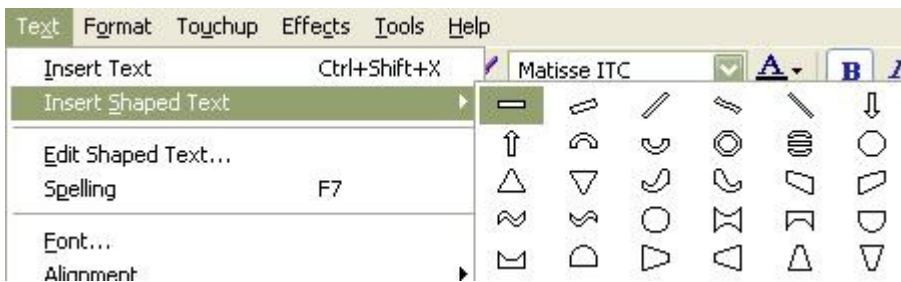 Text Format Touchup Effects Tools Help
Insert Text Ctrl+Shift+X Matisse ITC A B
Insert Shaped Text
Edit Shaped Text...
Spelling F7
Font...
Alignment